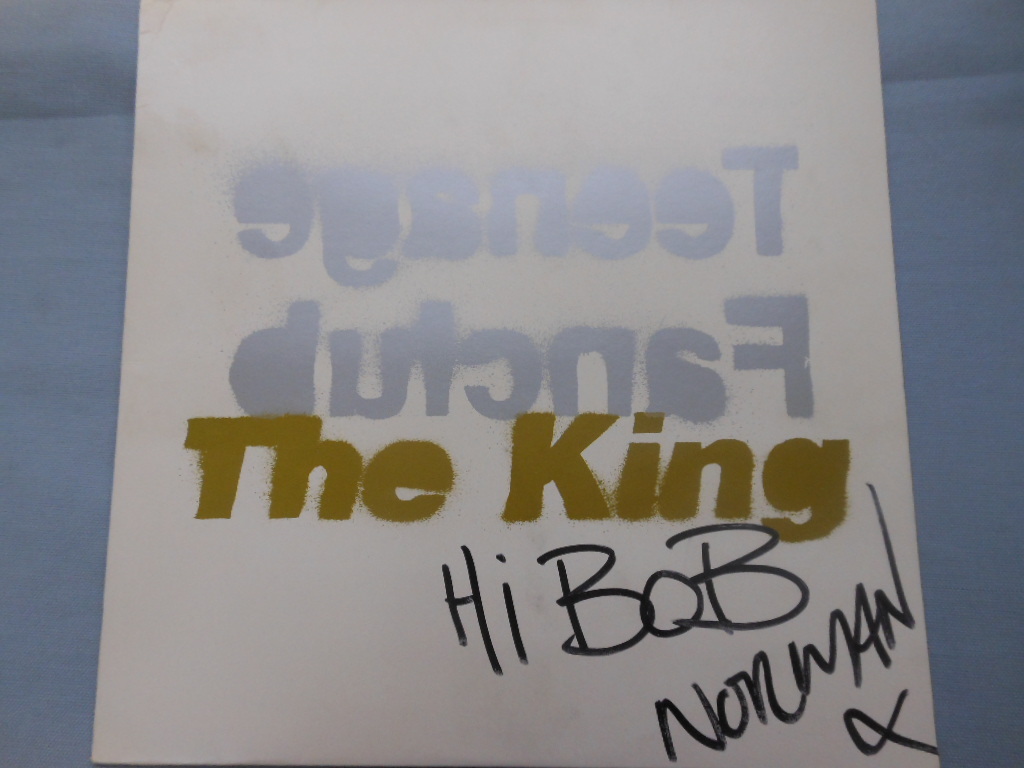 Teenage
Fanclub
The King
Hi BOB
NORMAN
X